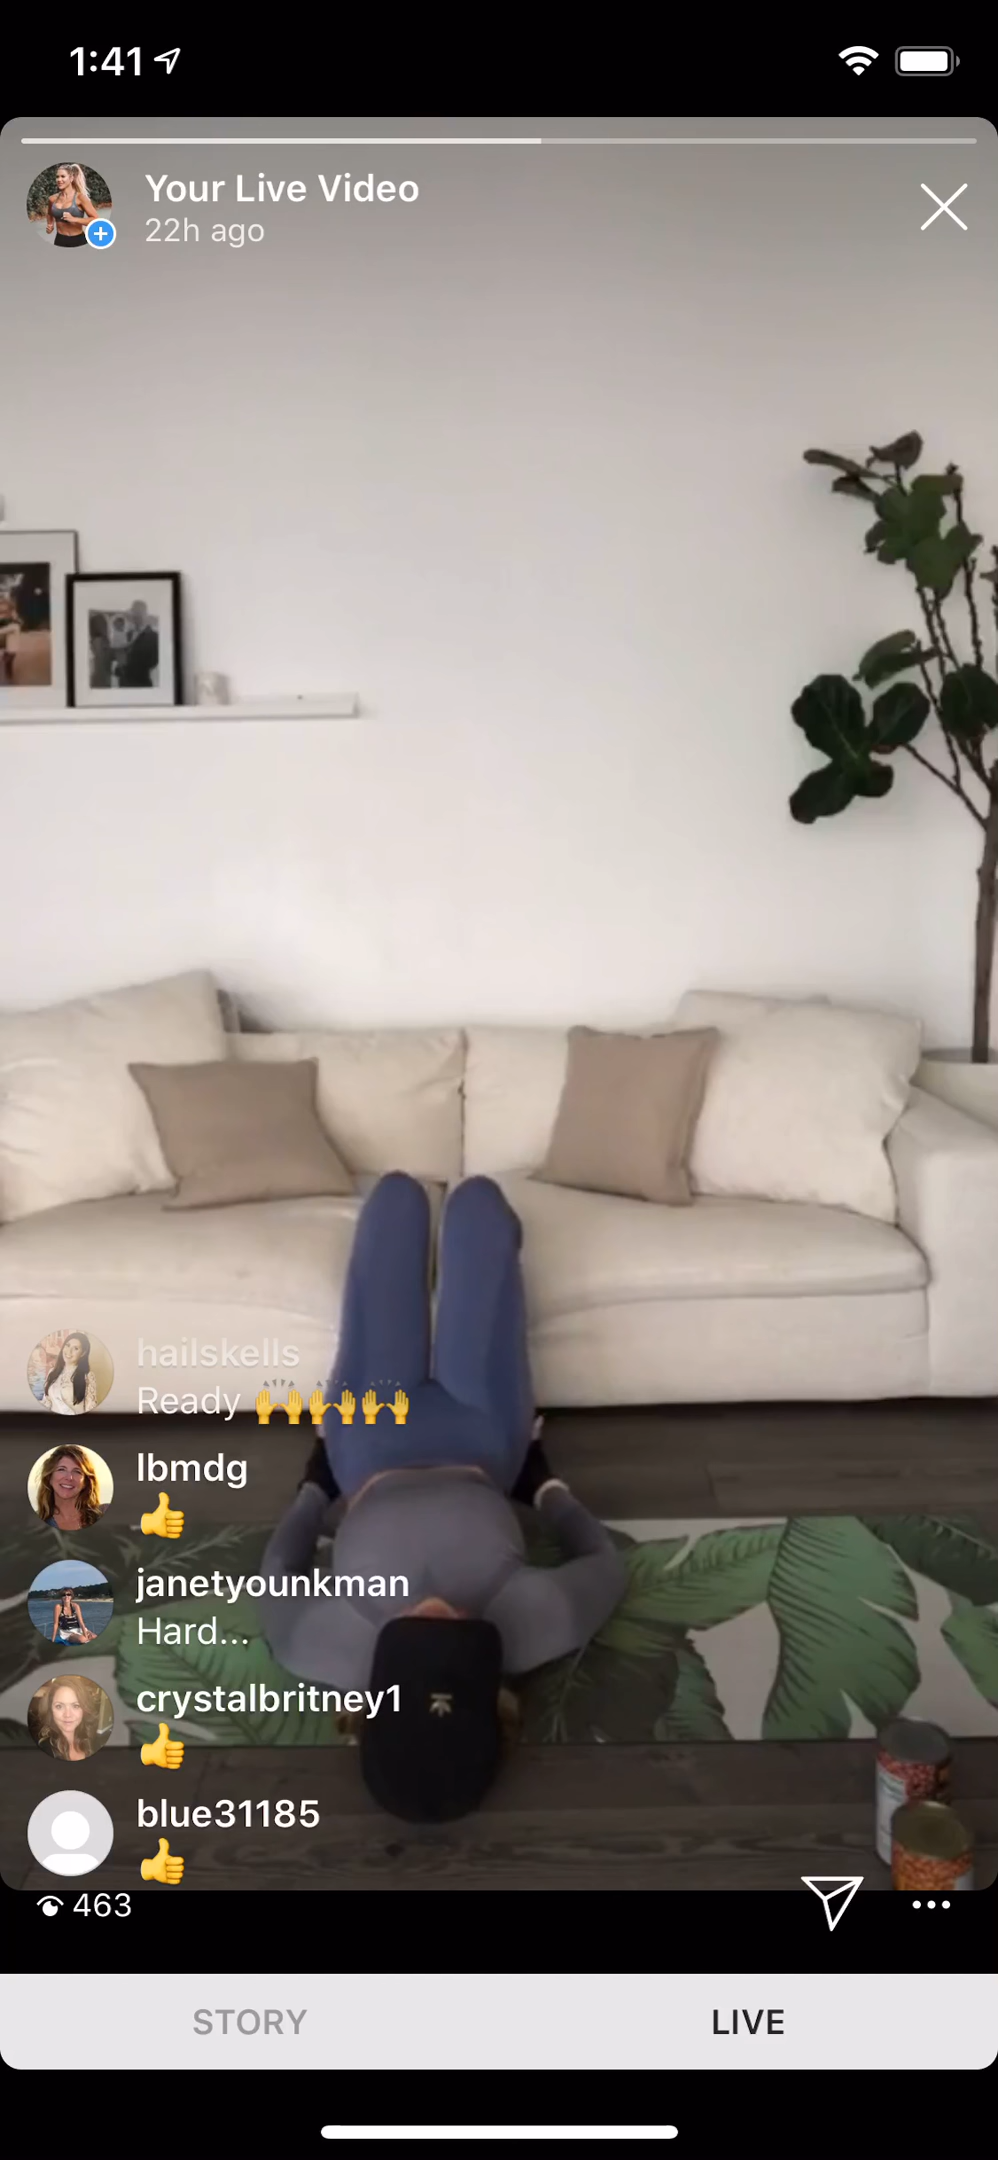 1:41
Your Live Video
22h ago
hailskells
Ready 🙌🙌🙌
lbmdg
👍
janetyounkman
Hard...
crystalbritney1
👍
blue31185
👍
463
STORY
LIVE